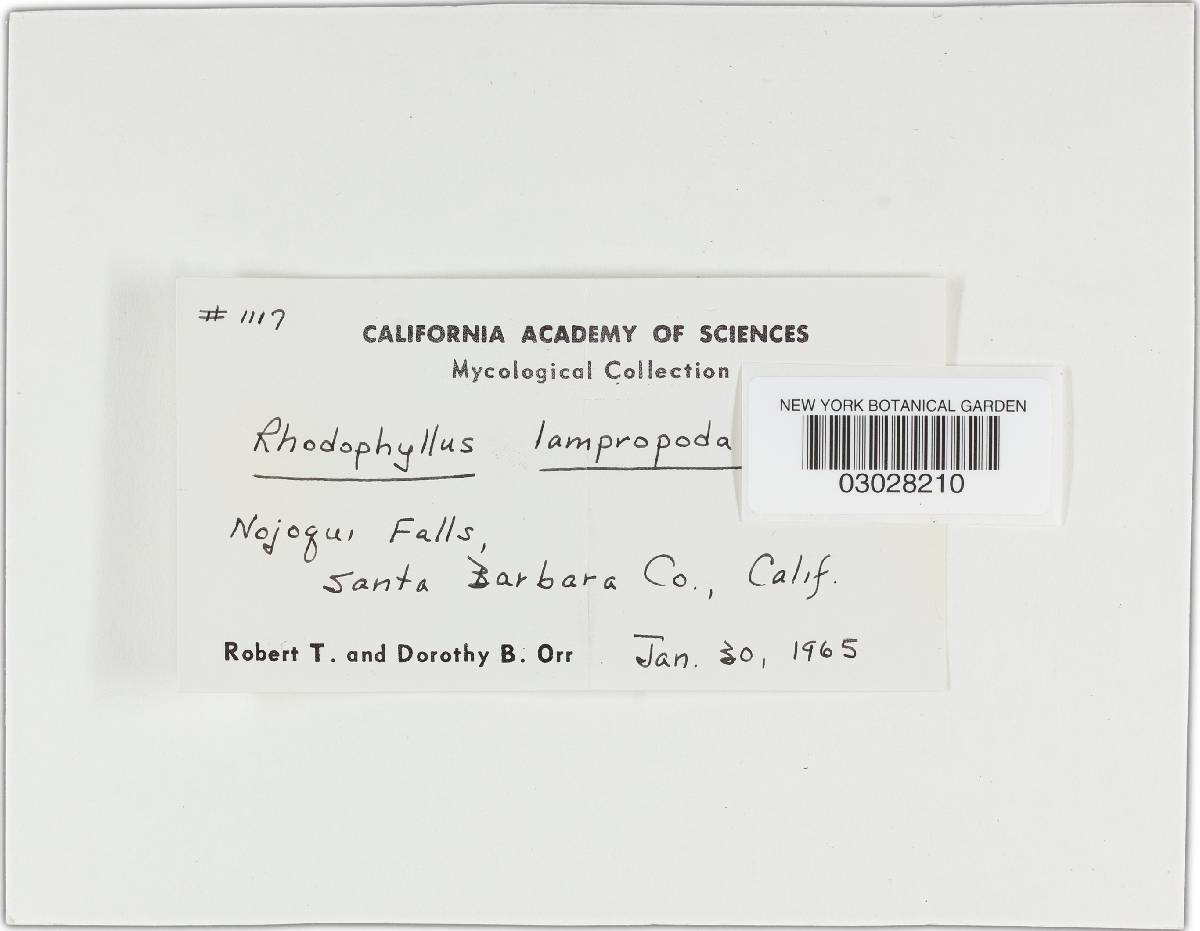 # 1117
CALIFORNIA ACADEMY OF SCIENCES
Mycological Collection
Rhodophyllus lampropoda
NEW YORK BOTANICAL GARDEN
03028210
Nojoqui Falls,
Santa Barbara Co., Calif.
Robert T. and Dorothy B. Orr Jan. 30, 1965